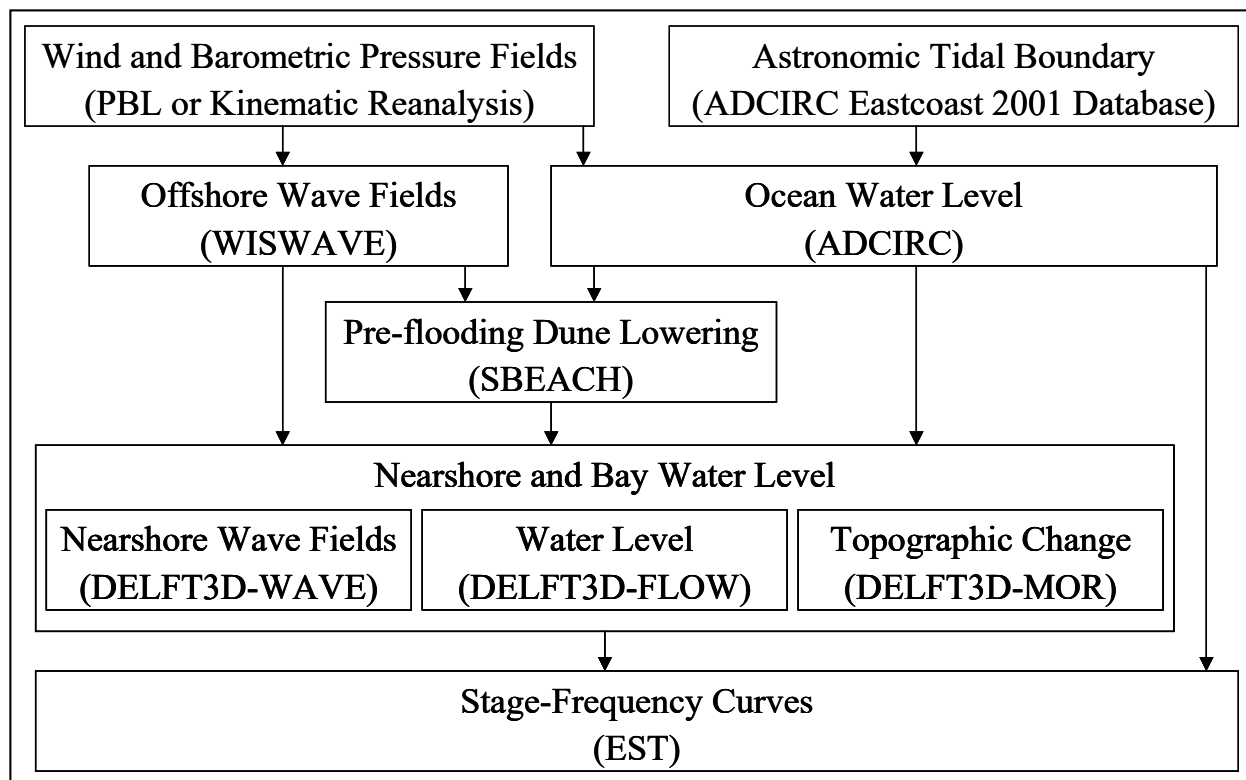 Wind and Barometric Pressure Fields
(PBL or Kinematic Reanalysis)
Astronomic Tidal Boundary
(ADCIRC Eastcoast 2001 Database)
Offshore Wave Fields
(WISWAVE)
Ocean Water Level
(ADCIRC)
Pre-flooding Dune Lowering
(SBEACH)
Nearshore and Bay Water Level
Nearshore Wave Fields
(DELFT3D-WAVE)
Water Level
(DELFT3D-FLOW)
Topographic Change
(DELFT3D-MOR)
Stage-Frequency Curves
(EST)